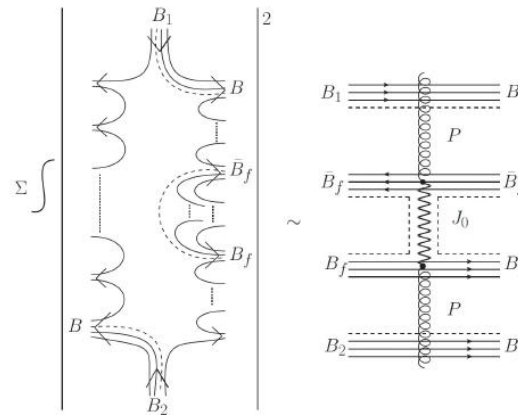 B₁ 2
B B₁ B
P
B̄f B̄f
Σ ∫ ~ J₀
Bf Bf B
B P
B₂ B
B₂